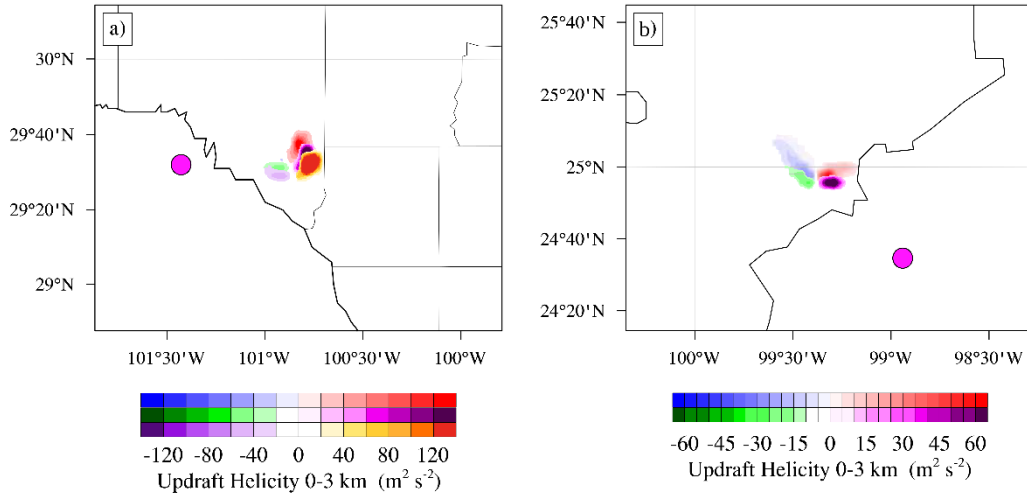 a)
30°N
29°40'N
29°20'N
29°N
101°30'W 101°W 100°30'W 100°W
-120 -80 -40 0 40 80 120
Updraft Helicity 0-3 km (m² s⁻²)
b)
25°40'N
25°20'N
25°N
24°40'N
24°20'N
100°W 99°30'W 99°W 98°30'W
-60 -45 -30 -15 0 15 30 45 60
Updraft Helicity 0-3 km (m² s⁻²)